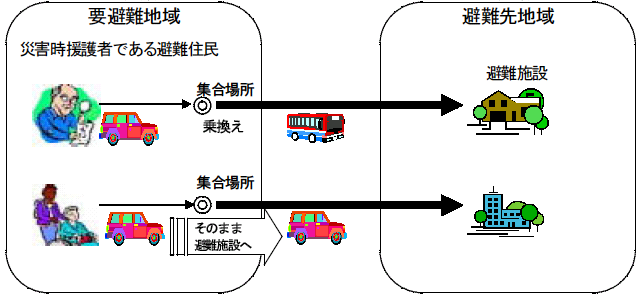 要避難地域
避難先地域
災害時援護者である避難住民
避難施設
集合場所
乗換え
集合場所
そのまま
避難施設へ